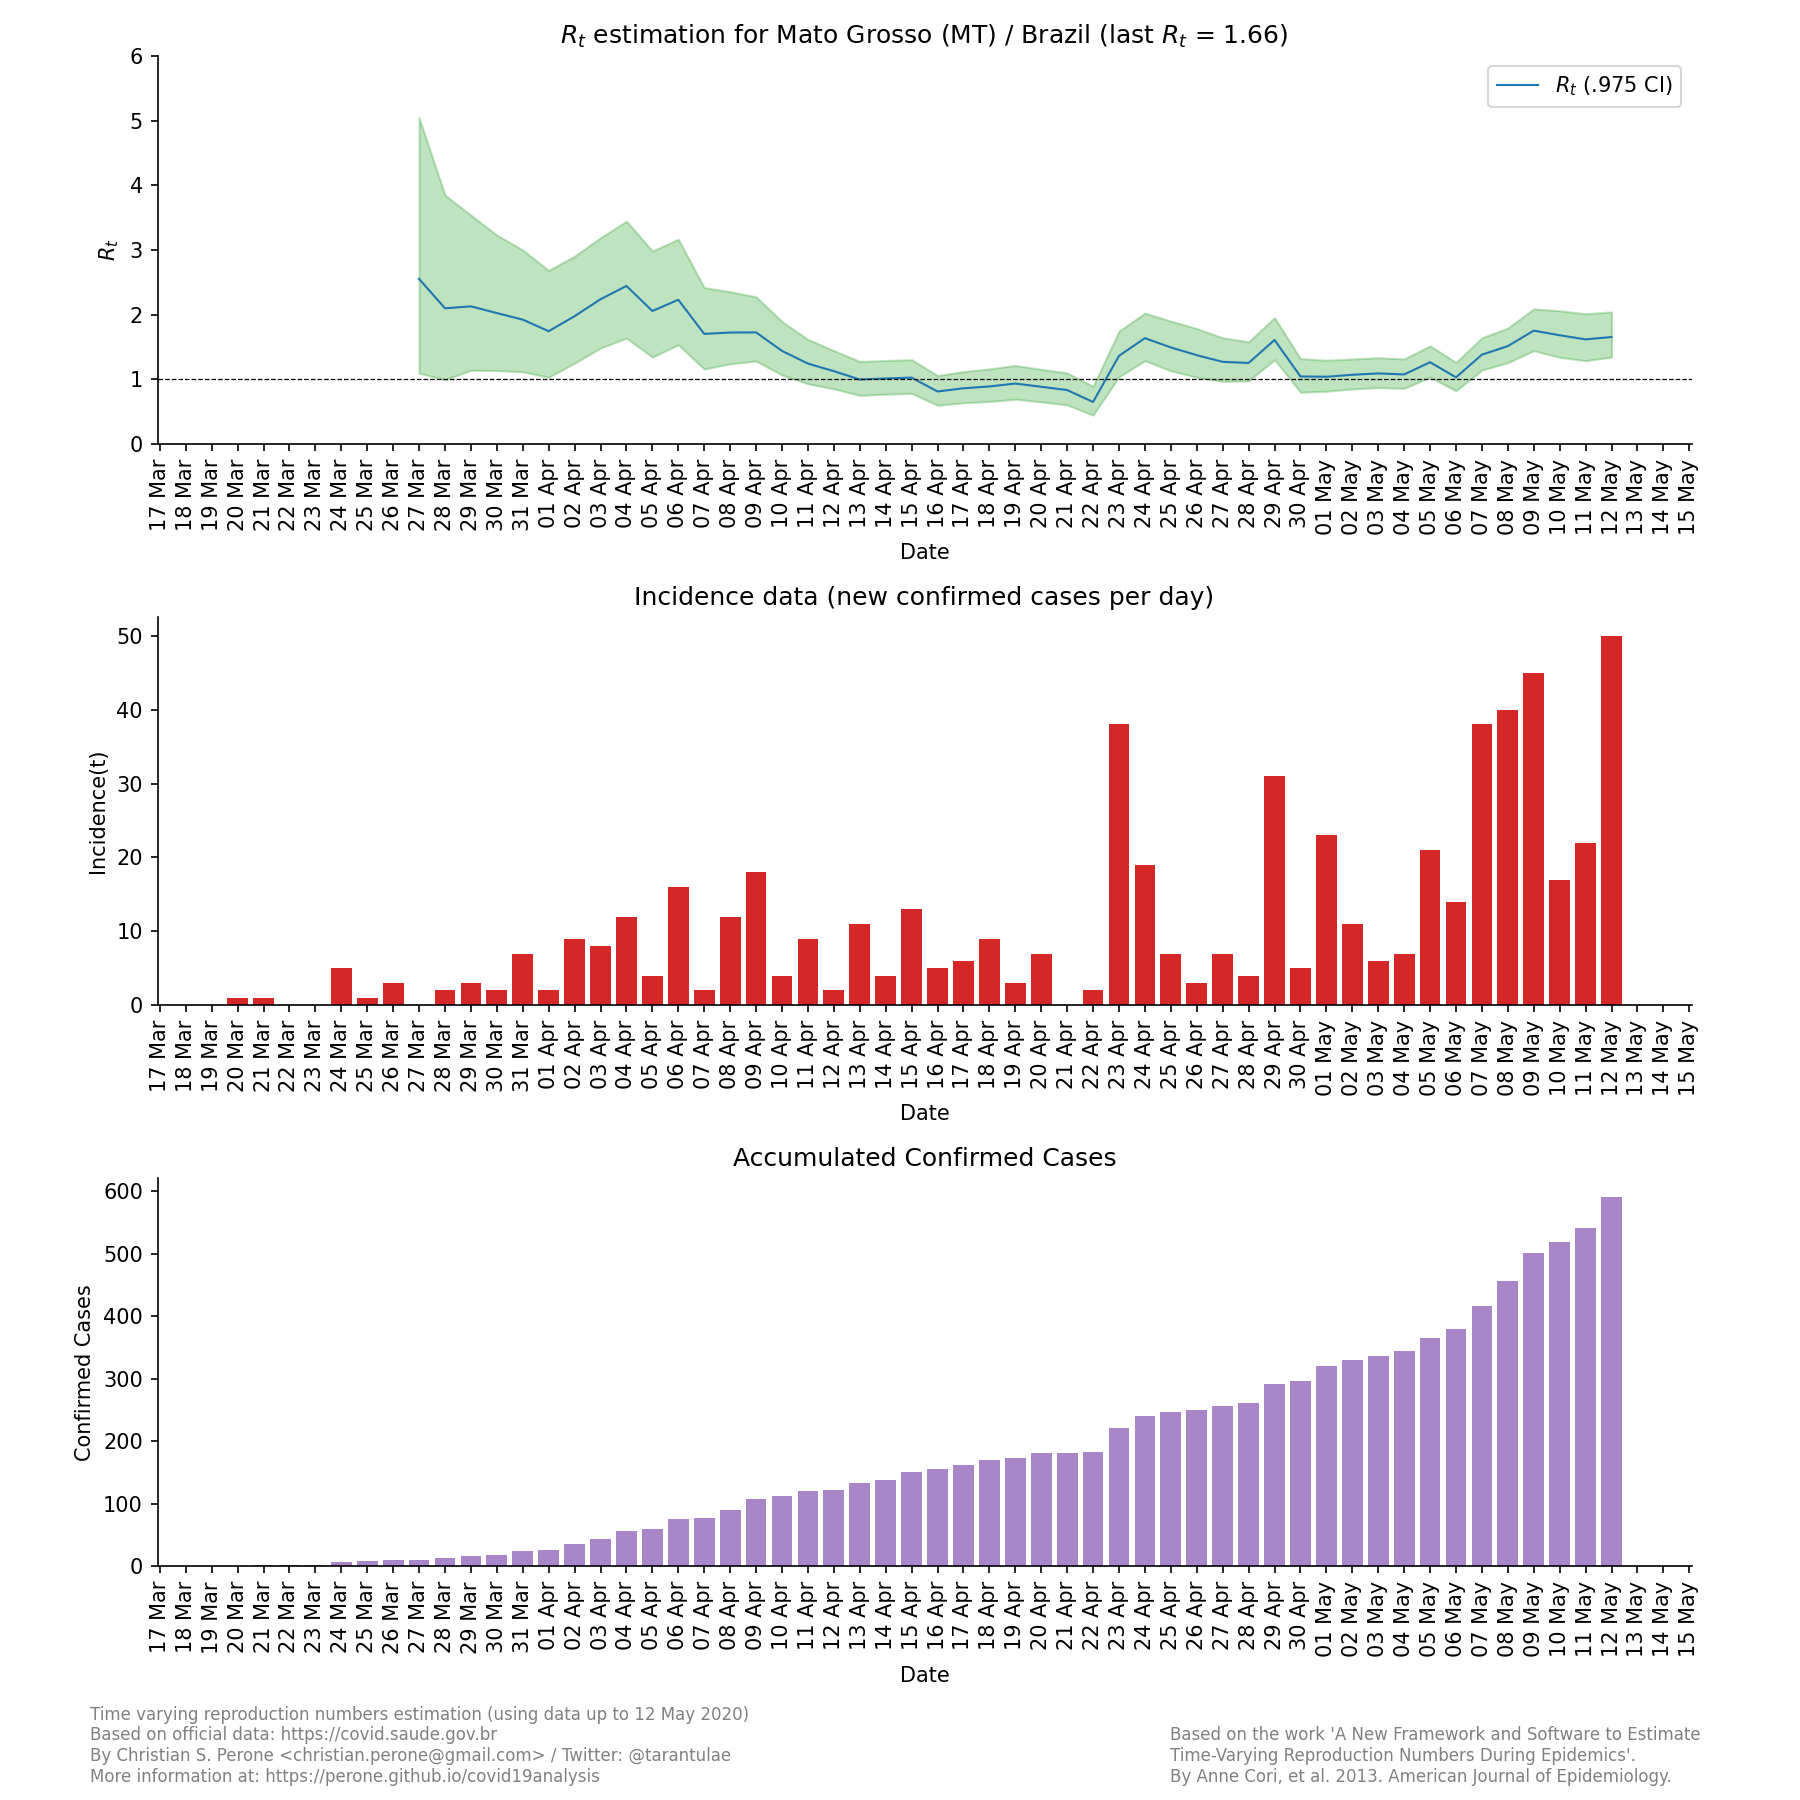 Rt estimation for Mato Grosso (MT) / Brazil (last Rt = 1.66)
Rt (.975 CI)
Rt
6
5
4
3
2
1
0
17 Mar 18 Mar 19 Mar 20 Mar 21 Mar 22 Mar 23 Mar 24 Mar 25 Mar 26 Mar 27 Mar 28 Mar 29 Mar 30 Mar 31 Mar 01 Apr 02 Apr 03 Apr 04 Apr 05 Apr 06 Apr 07 Apr 08 Apr 09 Apr 10 Apr 11 Apr 12 Apr 13 Apr 14 Apr 15 Apr 16 Apr 17 Apr 18 Apr 19 Apr 20 Apr 21 Apr 22 Apr 23 Apr 24 Apr 25 Apr 26 Apr 27 Apr 28 Apr 29 Apr 30 Apr 01 May 02 May 03 May 04 May 05 May 06 May 07 May 08 May 09 May 10 May 11 May 12 May 13 May 14 May 15 May
Date
Incidence data (new confirmed cases per day)
Incidence(t)
50
40
30
20
10
0
17 Mar 18 Mar 19 Mar 20 Mar 21 Mar 22 Mar 23 Mar 24 Mar 25 Mar 26 Mar 27 Mar 28 Mar 29 Mar 30 Mar 31 Mar 01 Apr 02 Apr 03 Apr 04 Apr 05 Apr 06 Apr 07 Apr 08 Apr 09 Apr 10 Apr 11 Apr 12 Apr 13 Apr 14 Apr 15 Apr 16 Apr 17 Apr 18 Apr 19 Apr 20 Apr 21 Apr 22 Apr 23 Apr 24 Apr 25 Apr 26 Apr 27 Apr 28 Apr 29 Apr 30 Apr 01 May 02 May 03 May 04 May 05 May 06 May 07 May 08 May 09 May 10 May 11 May 12 May 13 May 14 May 15 May
Date
Accumulated Confirmed Cases
Confirmed Cases
600
500
400
300
200
100
0
17 Mar 18 Mar 19 Mar 20 Mar 21 Mar 22 Mar 23 Mar 24 Mar 25 Mar 26 Mar 27 Mar 28 Mar 29 Mar 30 Mar 31 Mar 01 Apr 02 Apr 03 Apr 04 Apr 05 Apr 06 Apr 07 Apr 08 Apr 09 Apr 10 Apr 11 Apr 12 Apr 13 Apr 14 Apr 15 Apr 16 Apr 17 Apr 18 Apr 19 Apr 20 Apr 21 Apr 22 Apr 23 Apr 24 Apr 25 Apr 26 Apr 27 Apr 28 Apr 29 Apr 30 Apr 01 May 02 May 03 May 04 May 05 May 06 May 07 May 08 May 09 May 10 May 11 May 12 May 13 May 14 May 15 May
Date
Time varying reproduction numbers estimation (using data up to 12 May 2020)
Based on official data: https://covid.saude.gov.br
By Christian S. Perone <christian.perone@gmail.com> / Twitter: @tarantulae
More information at: https://perone.github.io/covid19analysis
Based on the work 'A New Framework and Software to Estimate
Time-Varying Reproduction Numbers During Epidemics'.
By Anne Cori, et al. 2013. American Journal of Epidemiology.